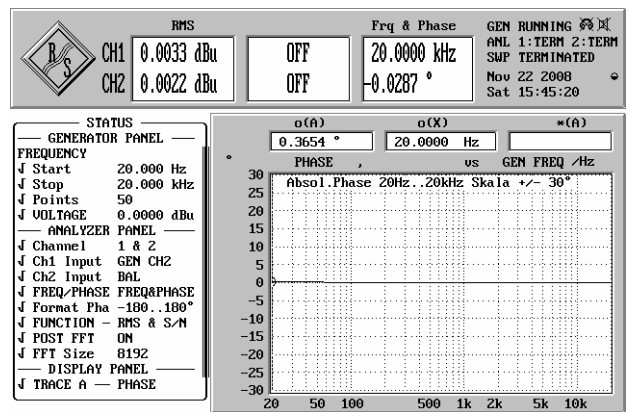 RMS
Frq & Phase
GEN RUNNING
ANL 1:TERM 2:TERM
SWP TERMINATED
Nov 22 2008
Sat 15:45:20
R
S
CH1 0.0033 dBu OFF 20.0000 kHz
CH2 0.0022 dBu OFF -0.0287 °
STATUS
GENERATOR PANEL
FREQUENCY
√ Start 20.000 Hz
√ Stop 20.000 kHz
√ Points 50
√ VOLTAGE 0.0000 dBu
ANALYZER PANEL
√ Channel 1 & 2
√ Ch1 Input GEN CH2
√ Ch2 Input BAL
√ FREQ/PHASE FREQ&PHASE
√ Format Pha -180..180°
√ FUNCTION - RMS & S/N
√ POST FFT ON
√ FFT Size 8192
DISPLAY PANEL
√ TRACE A — PHASE
o(A) o(X) *(A)
0.3654 ° 20.0000 Hz
° PHASE , vs GEN FREQ /Hz
Absol.Phase 20Hz..20kHz Skala +/- 30°
30
25
20
15
10
5
0
-5
-10
-15
-20
-25
-30
20 50 100 500 1k 2k 5k 10k